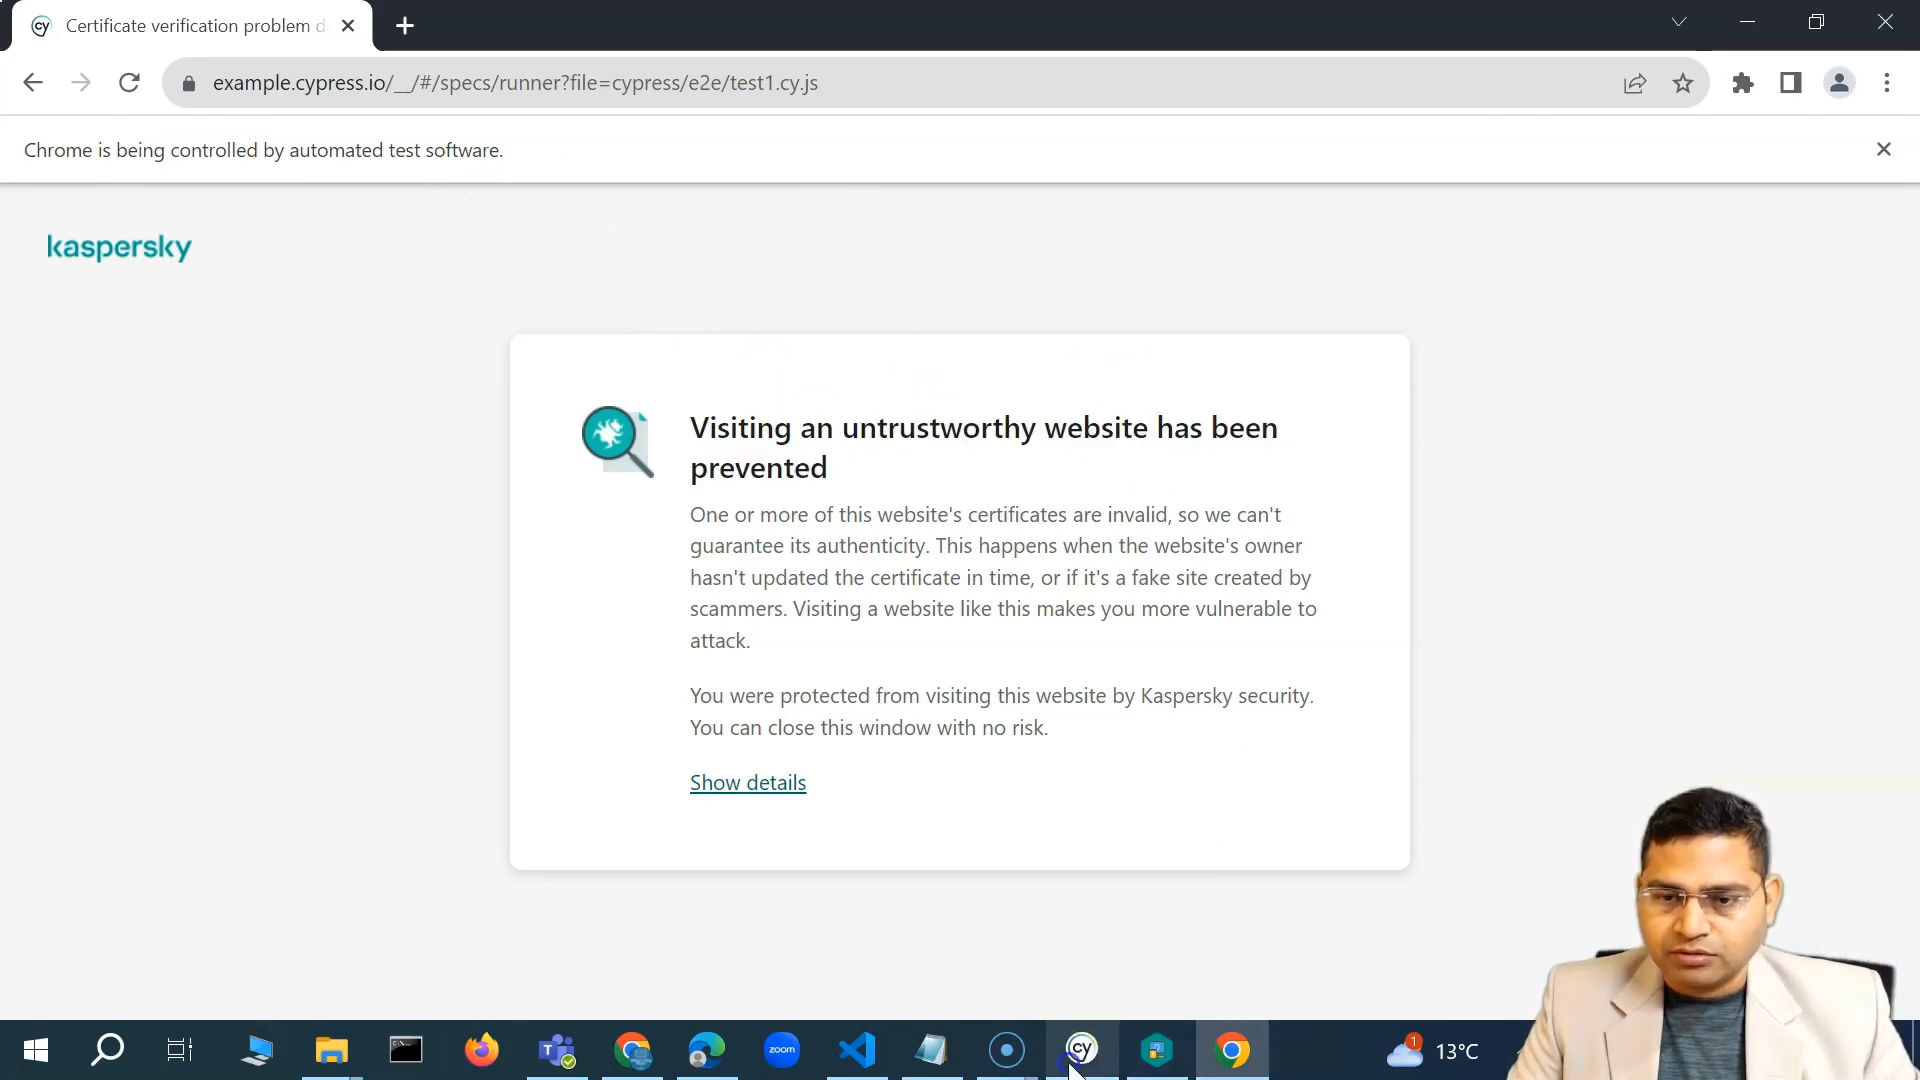 cy Certificate verification problem d
example.cypress.io/__/#/specs/runner?file=cypress/e2e/test1.cy.js
Chrome is being controlled by automated test software.
kaspersky
Visiting an untrustworthy website has been
prevented
One or more of this website's certificates are invalid, so we can't
guarantee its authenticity. This happens when the website's owner
hasn't updated the certificate in time, or if it's a fake site created by
scammers. Visiting a website like this makes you more vulnerable to
attack.
You were protected from visiting this website by Kaspersky security.
You can close this window with no risk.
Show details
T zoom cy 1 13°C